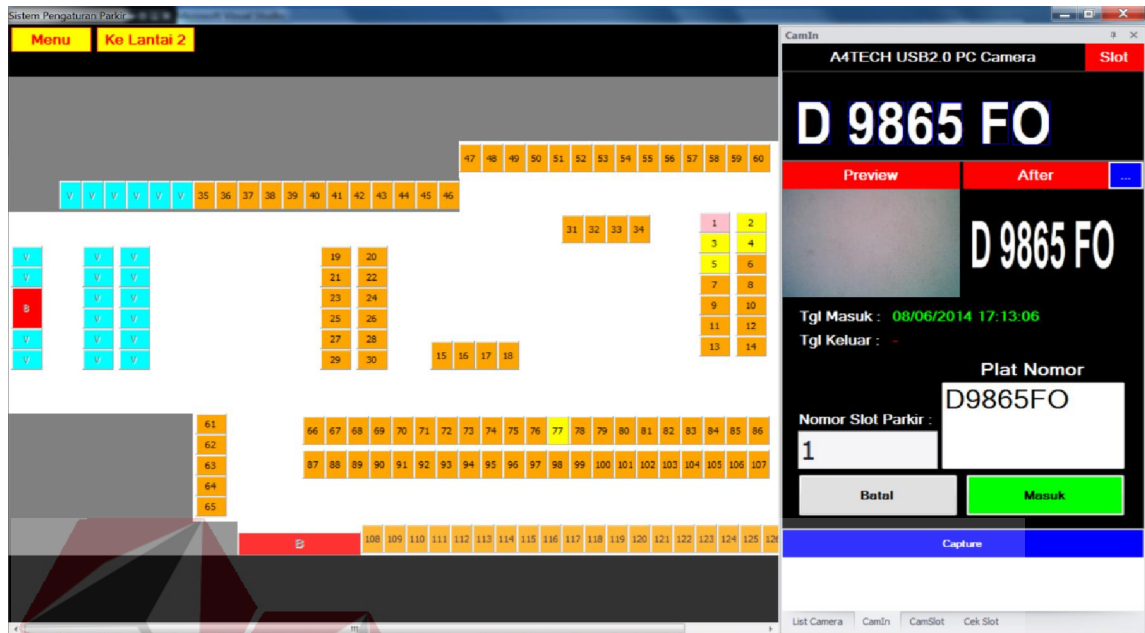 Sistem Pengaturan Parkir
Menu Ke Lantai 2
47 48 49 50 51 52 53 54 55 56 57 58 59 60
V V V V V V 35 36 37 38 39 40 41 42 43 44 45 46
31 32 33 34
1 2
3 4
5 6
7 8
9 10
11 12
13 14
V V V
V V V
B V V
V V
V V V
V V V
19 20
21 22
23 24
25 26
27 28
29 30
15 16 17 18
61
62
63
64
65
66 67 68 69 70 71 72 73 74 75 76 77 78 79 80 81 82 83 84 85 86
87 88 89 90 91 92 93 94 95 96 97 98 99 100 101 102 103 104 105 106 107
B 108 109 110 111 112 113 114 115 116 117 118 119 120 121 122 123 124 125
CamIn
A4TECH USB2.0 PC Camera Slot
D 9865 FO
Preview After ...
D 9865 FO
Tgl Masuk : 08/06/2014 17:13:06
Tgl Keluar : -
Plat Nomor
D9865FO
Nomor Slot Parkir :
1
Batal Masuk
Capture
List Camera CamIn CamSlot Cek Slot